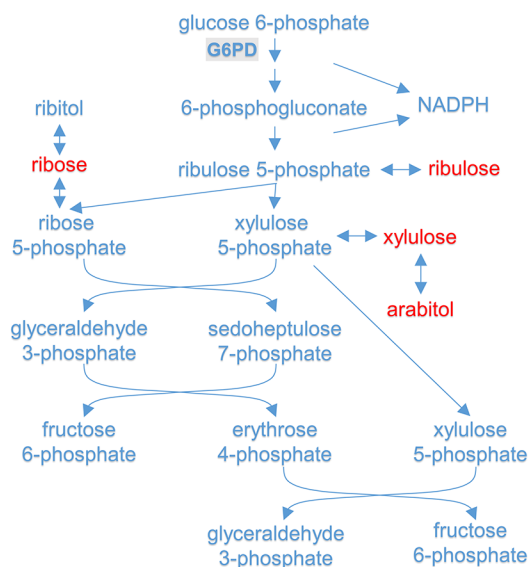 glucose 6-phosphate
G6PD
ribitol
6-phosphogluconate
NADPH
ribose
ribulose 5-phosphate
ribulose
ribose
5-phosphate
xylulose
5-phosphate
xylulose
arabitol
glyceraldehyde
3-phosphate
sedoheptulose
7-phosphate
fructose
6-phosphate
erythrose
4-phosphate
xylulose
5-phosphate
glyceraldehyde
3-phosphate
fructose
6-phosphate